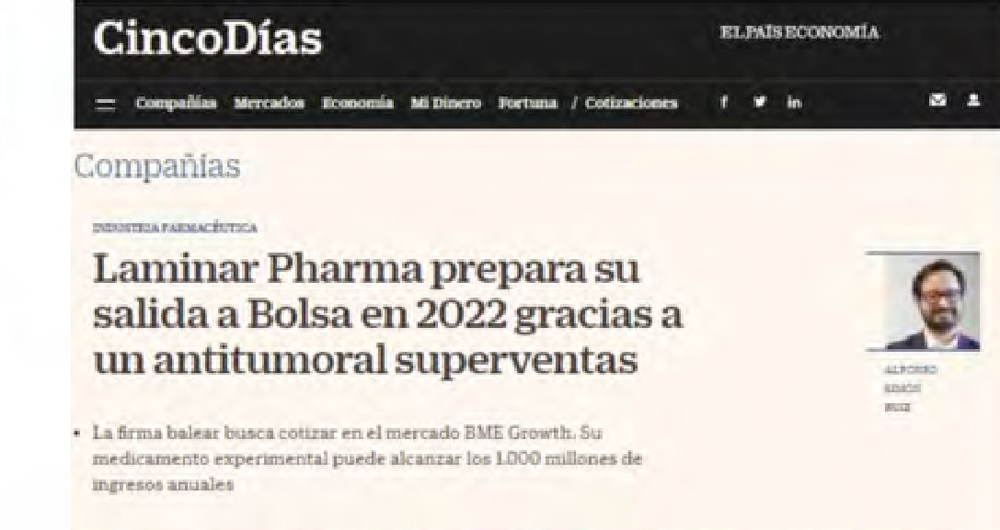 CincoDías
EL PAÍS ECONOMÍA
Compañías Mercados Economía Mi Dinero Fortuna / Cotizaciones f in
Compañías
INDUSTRIA FARMACÉUTICA
Laminar Pharma prepara su
salida a Bolsa en 2022 gracias a
un antitumoral superventas
ALFONSO
SIMÓN
RUIZ
• La firma balear busca cotizar en el mercado BME Growth. Su
medicamento experimental puede alcanzar los 1.000 millones de
ingresos anuales